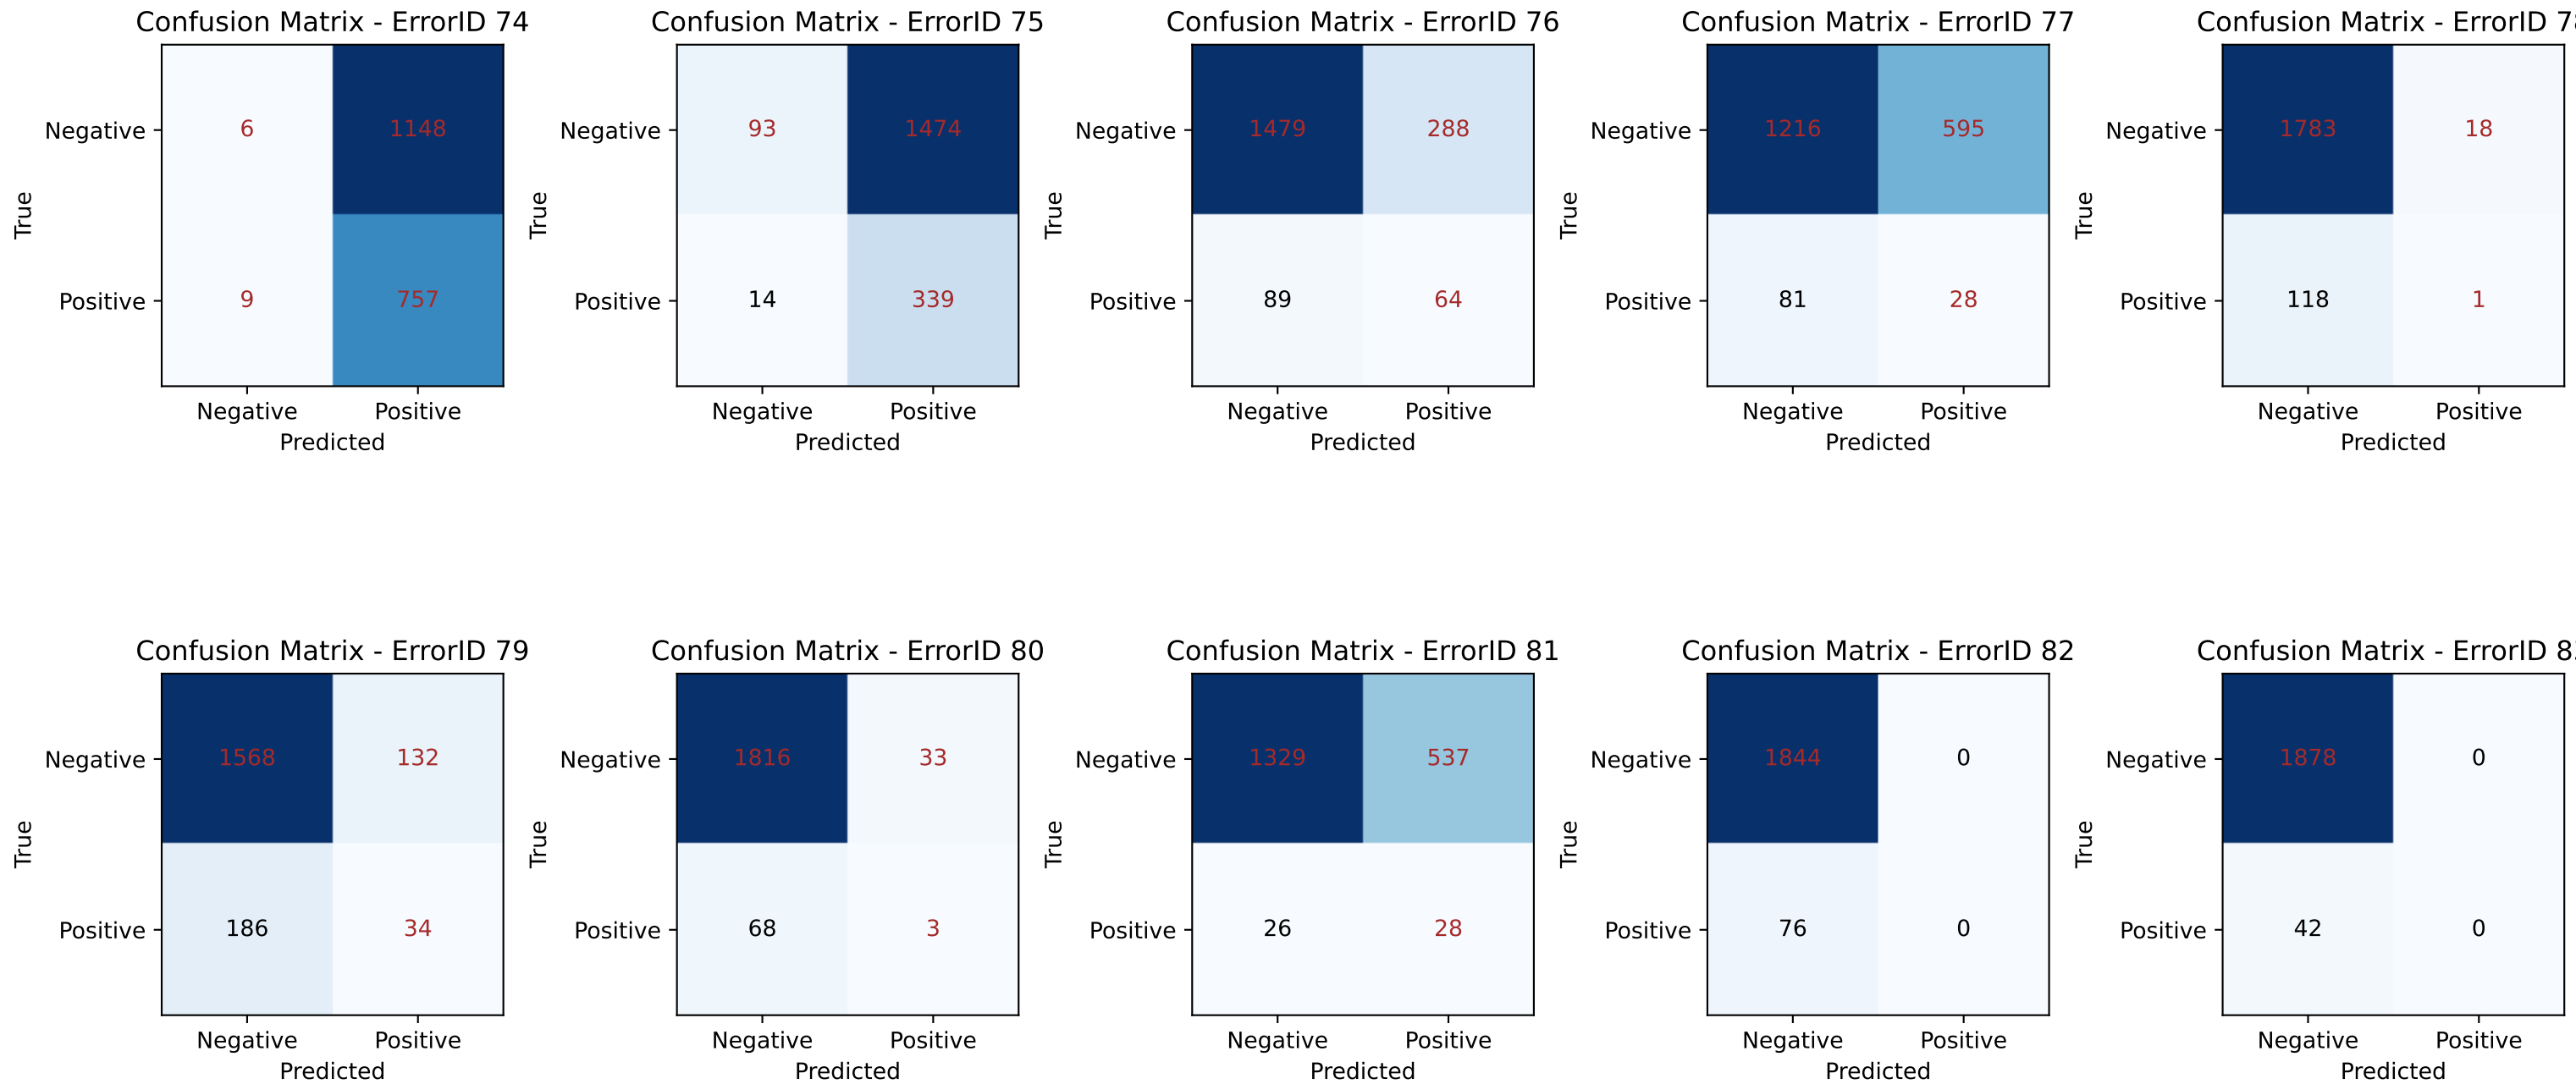 Confusion Matrix - ErrorID 74
Negative 6 1148
Positive 9 757
True
Negative Positive
Predicted
Confusion Matrix - ErrorID 75
Negative 93 1474
Positive 14 339
True
Negative Positive
Predicted
Confusion Matrix - ErrorID 76
Negative 1479 288
Positive 89 64
True
Negative Positive
Predicted
Confusion Matrix - ErrorID 77
Negative 1216 595
Positive 81 28
True
Negative Positive
Predicted
Confusion Matrix - ErrorID
Negative 1783 18
Positive 118 1
True
Negative Positive
Predicted
Confusion Matrix - ErrorID 79
Negative 1568 132
Positive 186 34
True
Negative Positive
Predicted
Confusion Matrix - ErrorID 80
Negative 1816 33
Positive 68 3
True
Negative Positive
Predicted
Confusion Matrix - ErrorID 81
Negative 1329 537
Positive 26 28
True
Negative Positive
Predicted
Confusion Matrix - ErrorID 82
Negative 1844 0
Positive 76 0
True
Negative Positive
Predicted
Confusion Matrix - ErrorID
Negative 1878 0
Positive 42 0
True
Negative Positive
Predicted